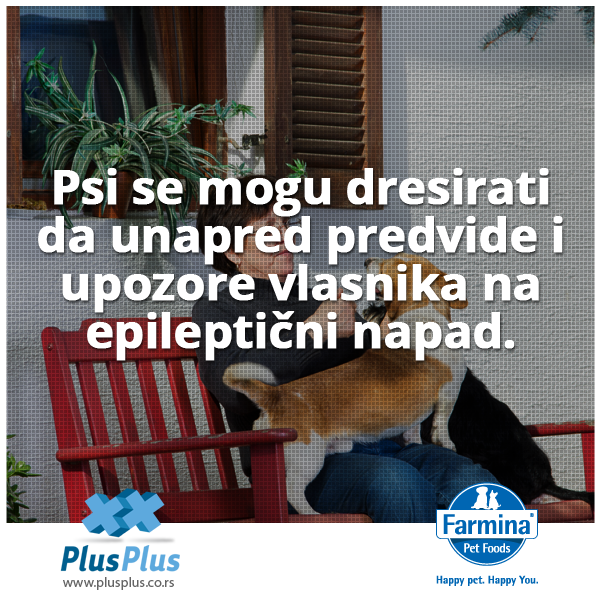 Psi se mogu dresirati
da unapred predvide i
upozore vlasnika na
epileptični napad.
PlusPlus
www.plusplus.co.rs
Farmina
Pet Foods
Happy pet. Happy You.